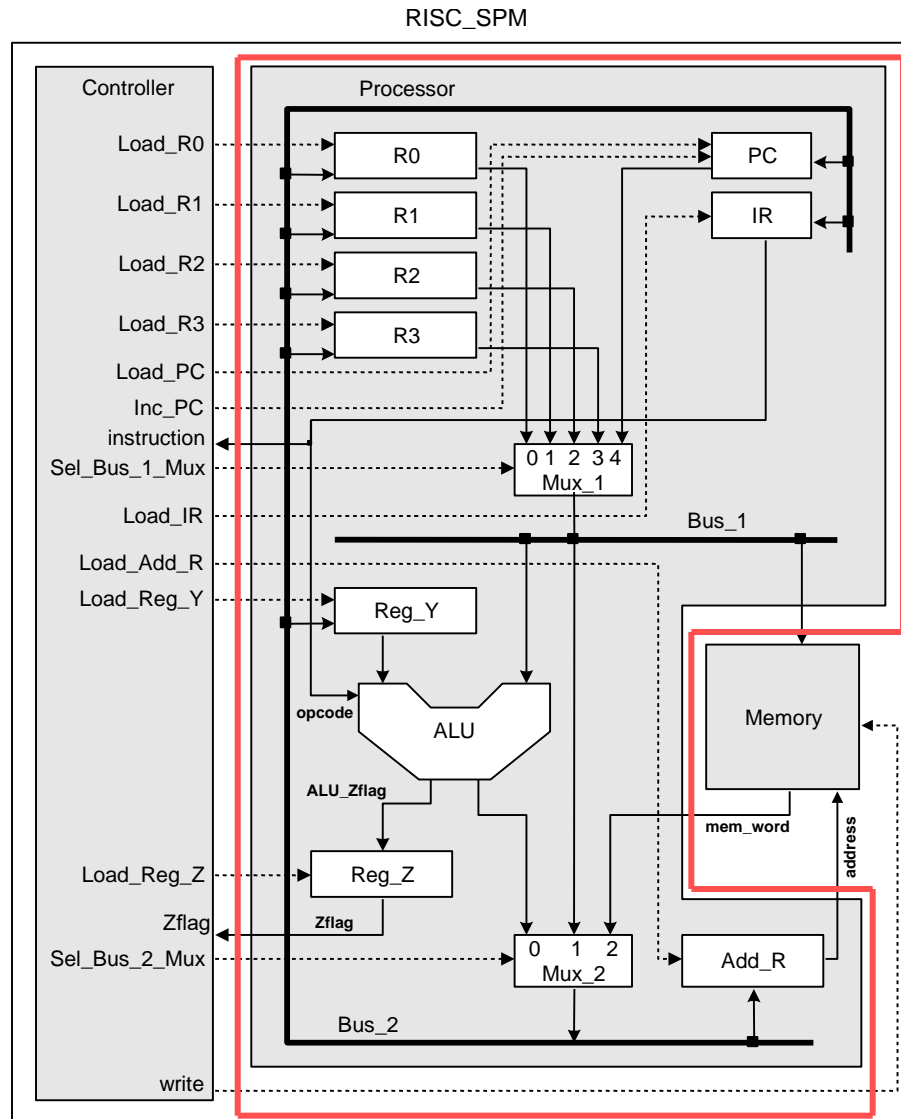 RISC_SPM
Controller
Processor
Load_R0
R0
PC
Load_R1
R1
IR
Load_R2
R2
Load_R3
R3
Load_PC
Inc_PC
instruction
0 1 2 3 4
Sel_Bus_1_Mux
Mux_1
Load_IR
Bus_1
Load_Add_R
Load_Reg_Y
Reg_Y
opcode
ALU
Memory
ALU_Zflag
mem_word
address
Load_Reg_Z
Reg_Z
Zflag
Zflag
0 1 2
Sel_Bus_2_Mux
Mux_2
Add_R
Bus_2
write